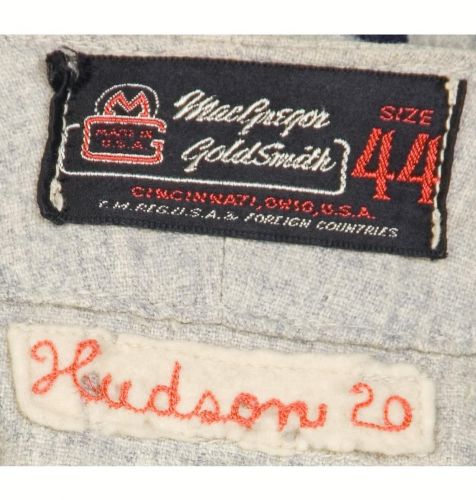 MG
MADE IN
U.S.A.
MacGregor
GoldSmith
SIZE
44
CINCINNATI, OHIO, U.S.A.
T.M. REG. U.S.A. & FOREIGN COUNTRIES
Hudson 20